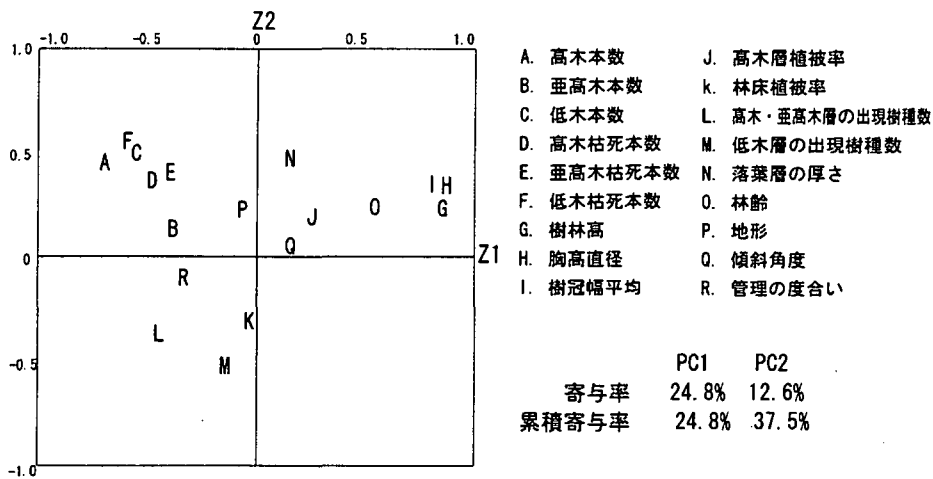 Z2
-1.0 -0.5 0 0.5 1.0
1.0
0.5
0
-0.5
-1.0
Z1
F
A C
D E
N
I H
P J O G
B
Q
R
L K
M
A. 高木本数
B. 亜高木本数
C. 低木本数
D. 高木枯死本数
E. 亜高木枯死本数
F. 低木枯死本数
G. 樹林高
H. 胸高直径
I. 樹冠幅平均
J. 高木層植被率
k. 林床植被率
L. 高木・亜高木層の出現樹種数
M. 低木層の出現樹種数
N. 落葉層の厚さ
O. 林齢
P. 地形
Q. 傾斜角度
R. 管理の度合い
PC1 PC2
寄与率 24.8% 12.6%
累積寄与率 24.8% 37.5%